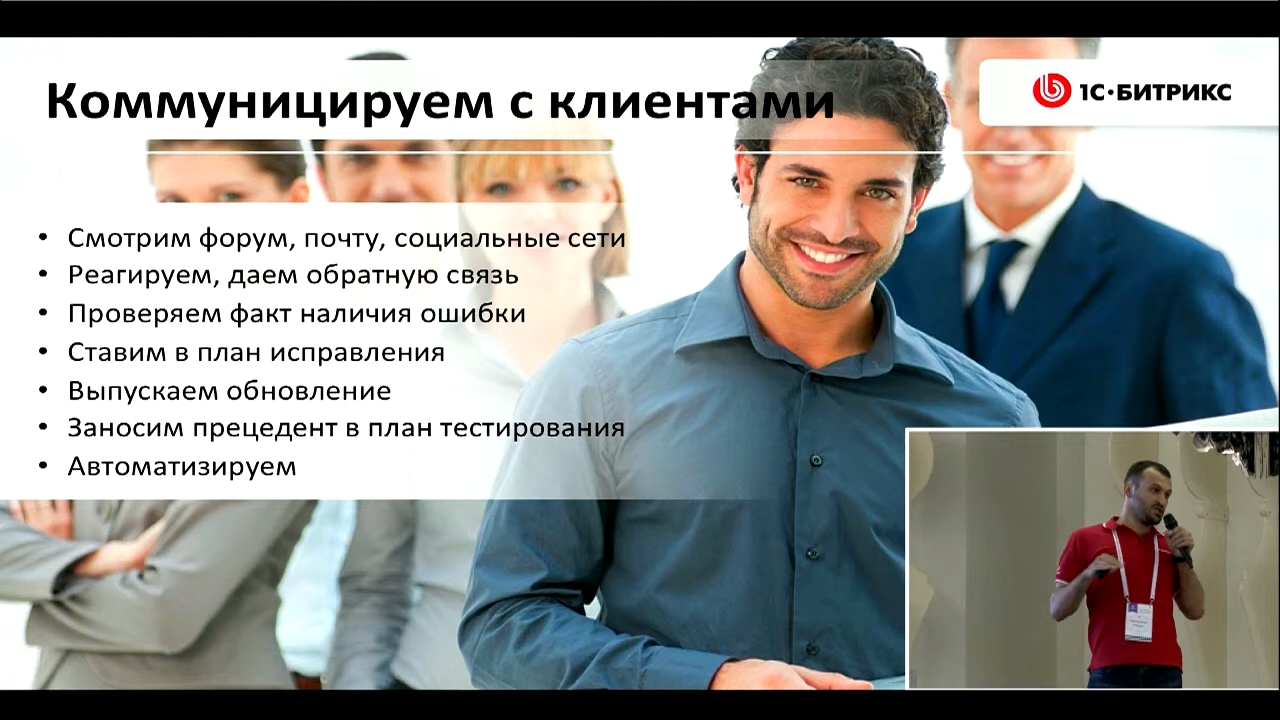 Коммуницируем с клиентами
1С·БИТРИКС
• Смотрим форум, почту, социальные сети
• Реагируем, даем обратную связь
• Проверяем факт наличия ошибки
• Ставим в план исправления
• Выпускаем обновление
• Заносим прецедент в план тестирования
• Автоматизируем